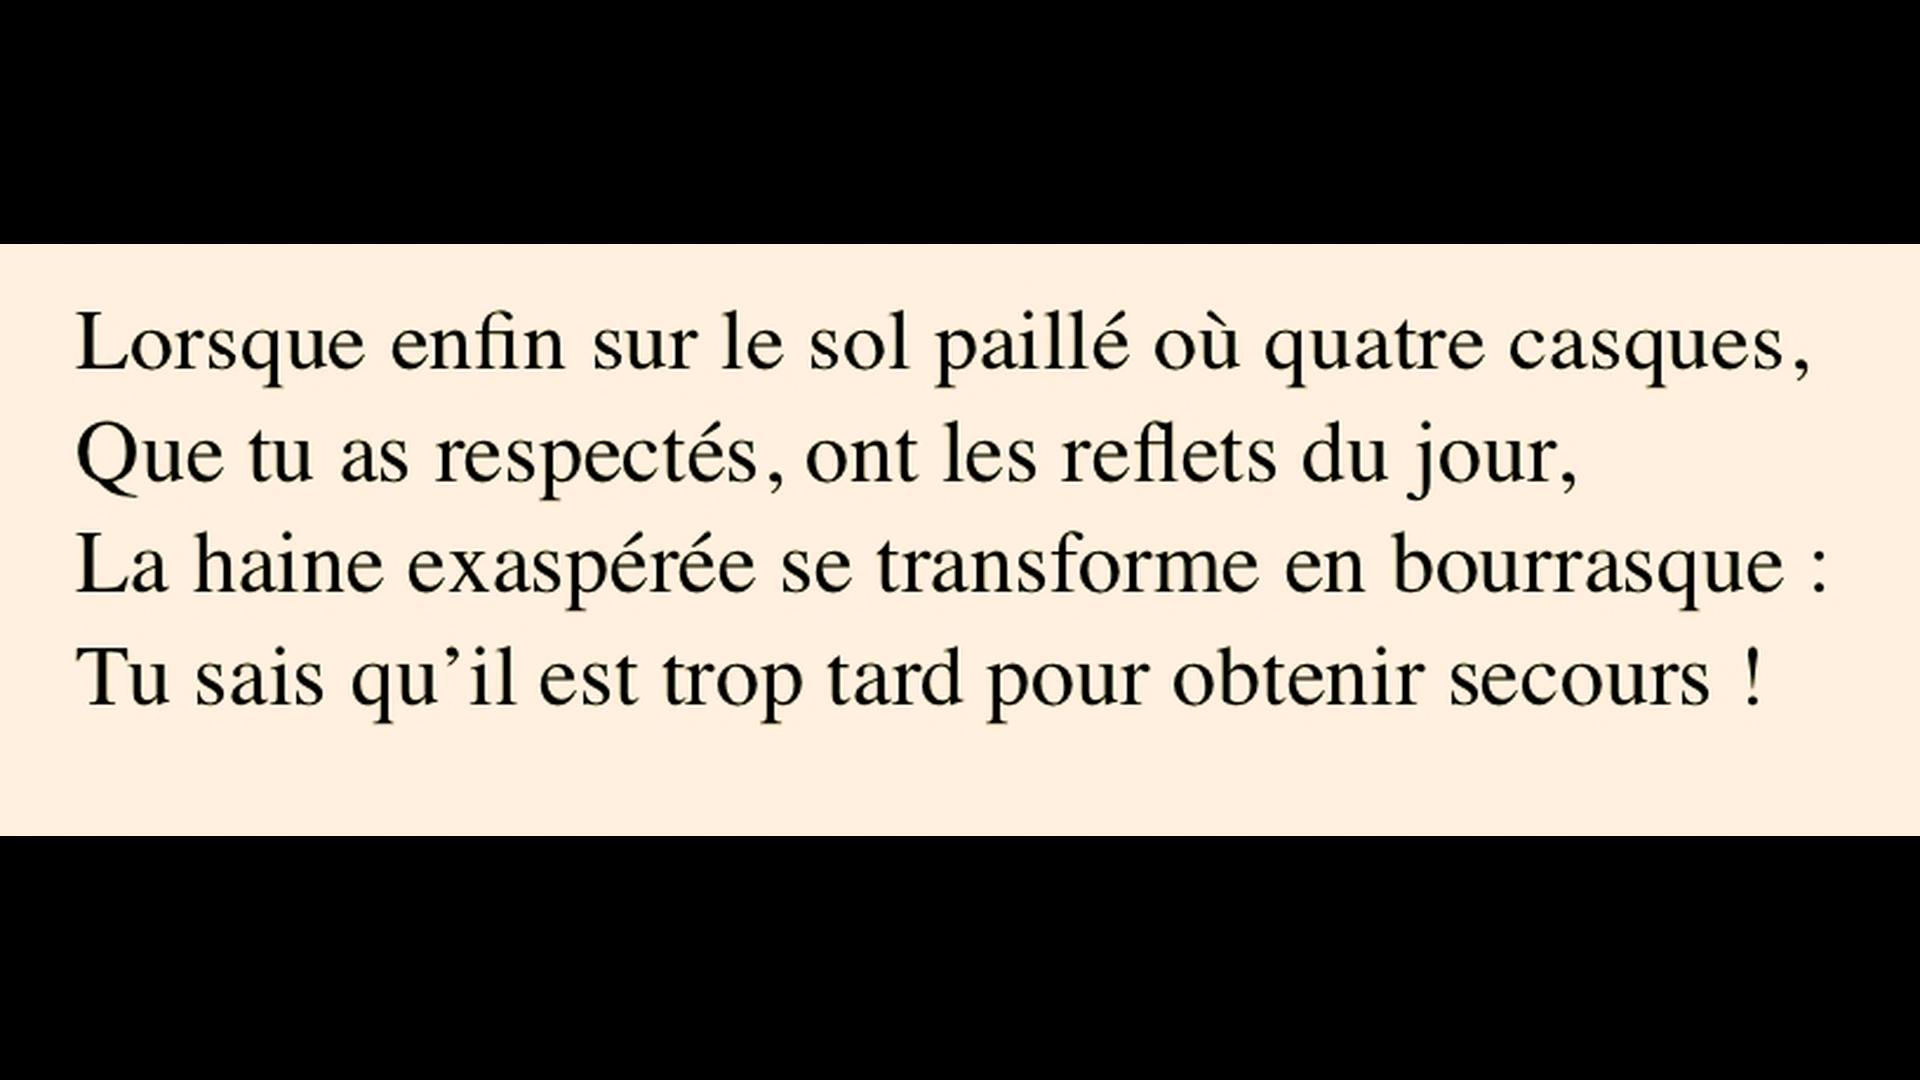 Lorsque enfin sur le sol paillé où quatre casques,
Que tu as respectés, ont les reflets du jour,
La haine exaspérée se transforme en bourrasque :
Tu sais qu’il est trop tard pour obtenir secours !